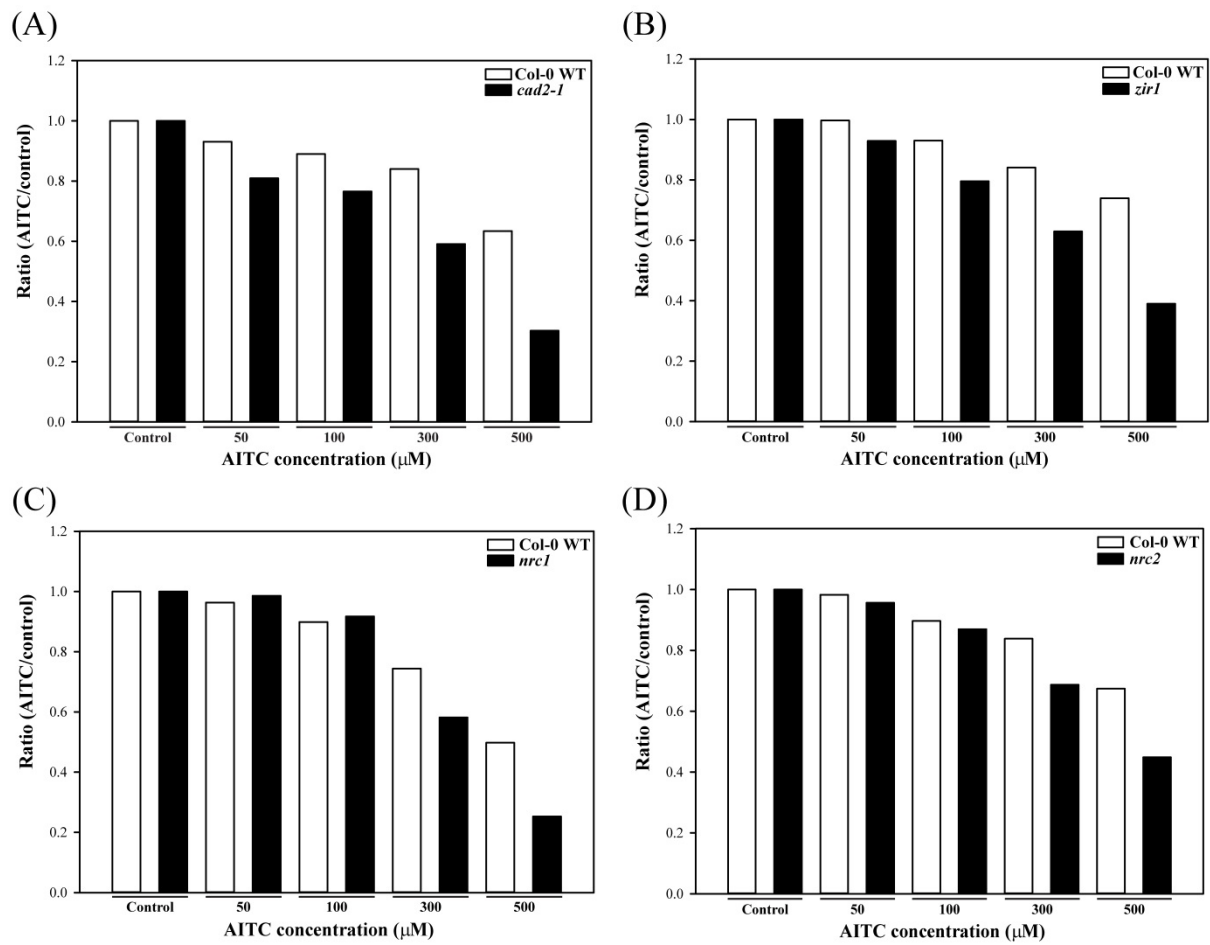 (A)
Ratio (AITC/control)
1.2
1.0
0.8
0.6
0.4
0.2
0.0
Col-0 WT
cad2-1
Control 50 100 300 500
AITC concentration (μM)
(B)
Ratio (AITC/control)
1.2
1.0
0.8
0.6
0.4
0.2
0.0
Col-0 WT
zir1
Control 50 100 300 500
AITC concentration (μM)
(C)
Ratio (AITC/control)
1.2
1.0
0.8
0.6
0.4
0.2
0.0
Col-0 WT
nrc1
Control 50 100 300 500
AITC concentration (μM)
(D)
Ratio (AITC/control)
1.2
1.0
0.8
0.6
0.4
0.2
0.0
Col-0 WT
nrc2
Control 50 100 300 500
AITC concentration (μM)